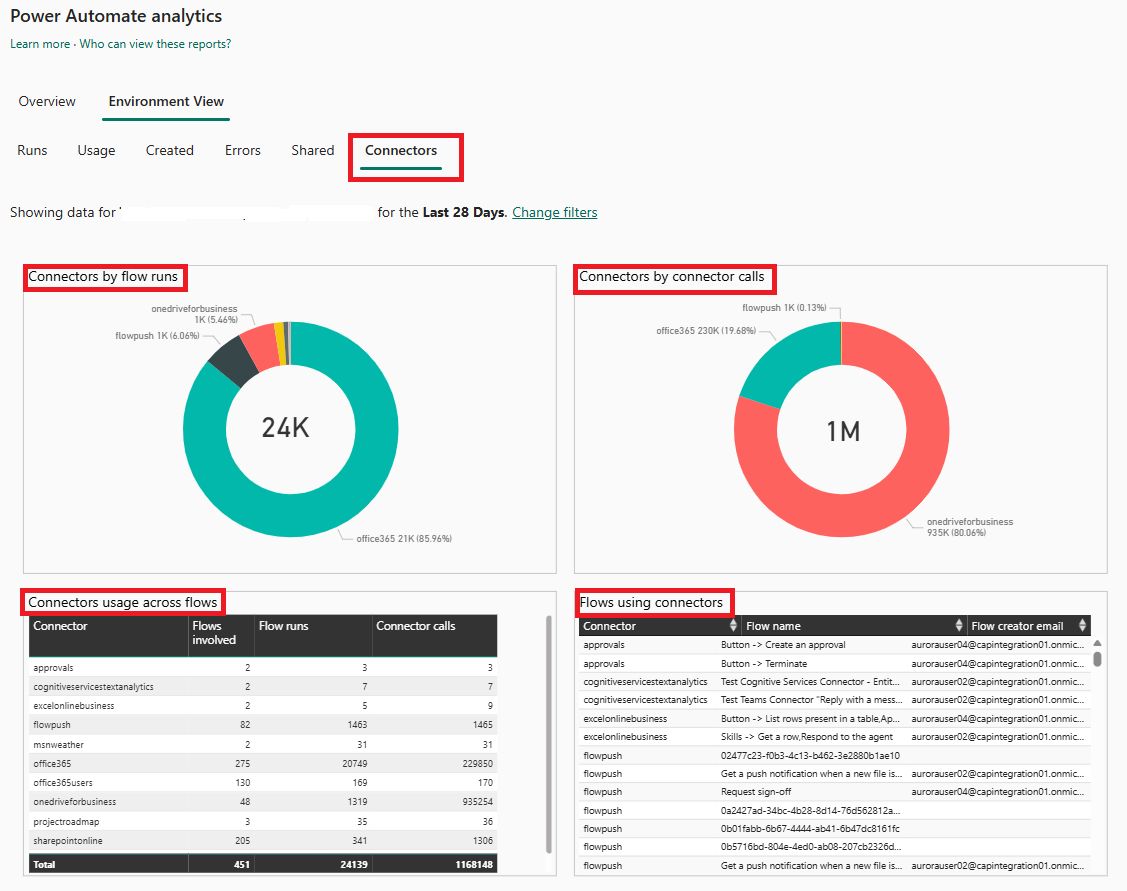 Power Automate analytics
Learn more · Who can view these reports?
Overview Environment View
Runs Usage Created Errors Shared Connectors
Showing data for for the Last 28 Days. Change filters
Connectors by flow runs
onedriveforbusiness
1K (5.46%)
flowpush 1K (6.06%)
24K
office365 21K (85.96%)
Connectors by connector calls
flowpush 1K (0.13%)
office365 230K (19.68%)
1M
onedriveforbusiness
935K (80.06%)
Connectors usage across flows
Connector Flows involved Flow runs Connector calls
approvals 2 3 3
cognitiveservicestextanalytics 2 7 7
excelonlinebusiness 2 5 9
flowpush 82 1463 1465
msnweather 2 31 31
office365 275 20749 229850
office365users 130 169 170
onedriveforbusiness 48 1319 935254
projectroadmap 3 35 36
sharepointonline 205 341 1306
Total 451 24139 1168148
Flows using connectors
Connector Flow name Flow creator email
approvals Button -> Create an approval aurorauser04@capintegration01.onmic...
approvals Button -> Terminate aurorauser04@capintegration01.onmic...
cognitiveservicestextanalytics Test Cognitive Services Connector - Entit... aurorauser02@capintegration01.onmic...
cognitiveservicestextanalytics Test Teams Connector "Reply with a mess... aurorauser02@capintegration01.onmic...
excelonlinebusiness Button -> List rows present in a table,Ap... aurorauser04@capintegration01.onmic...
excelonlinebusiness Skills -> Get a row,Respond to the agent aurorauser02@capintegration01.onmic...
flowpush 02477c23-f0b3-4c13-b462-3e2880b1ae10
flowpush Get a push notification when a new file is... aurorauser02@capintegration01.onmic...
flowpush Request sign-off aurorauser04@capintegration01.onmic...
flowpush 0a2427ad-34bc-4b28-8d14-76d562812a...
flowpush 0b01fabb-6b67-4444-ab41-6b47dc8161fc
flowpush 0b5716bd-804e-4ed0-ab08-207cb2326d...
flowpush Get a push notification when a new file is... aurorauser02@capintegration01.onmic...